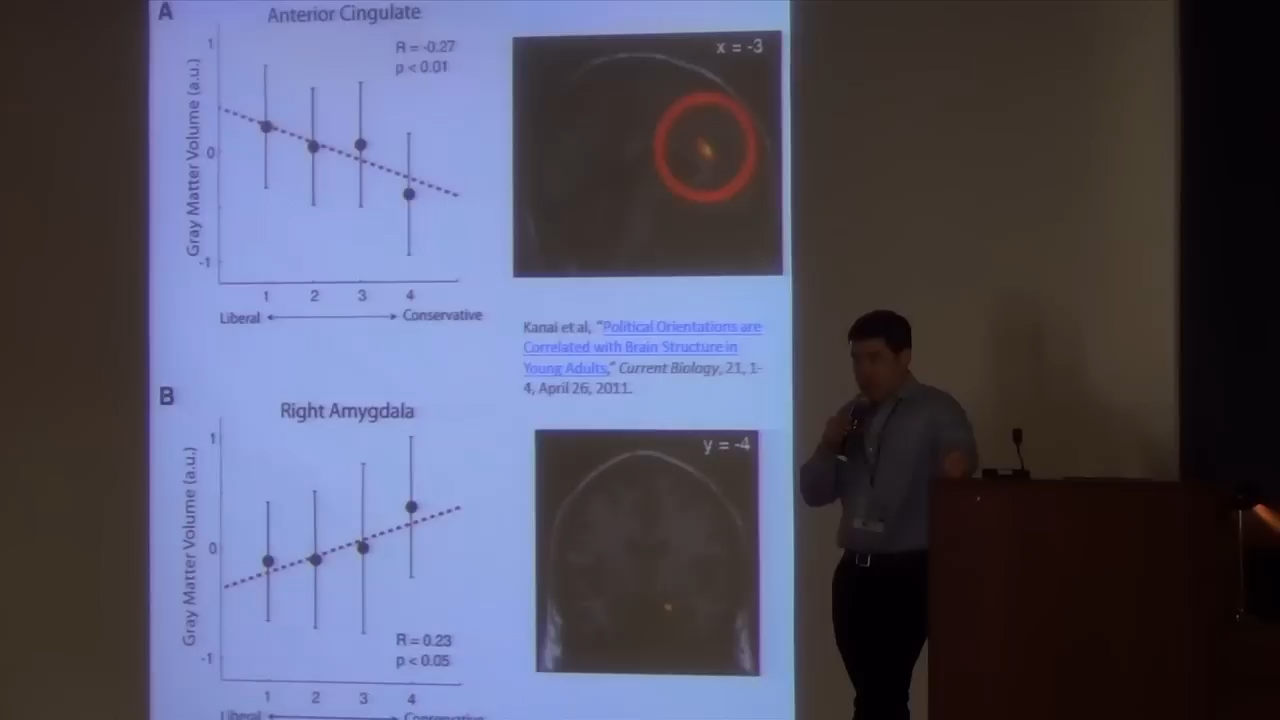 A
Anterior Cingulate
R = -0.27
p < 0.01
Gray Matter Volume (a.u.)
1
0
-1
1 2 3 4
Liberal Conservative
x = -3
Kanai et al, "Political Orientations are
Correlated with Brain Structure in
Young Adults," Current Biology, 21, 1-
4, April 26, 2011.
B
Right Amygdala
Gray Matter Volume (a.u.)
1
0
-1
R = 0.23
p < 0.05
1 2 3 4
Liberal Conservative
y = -4